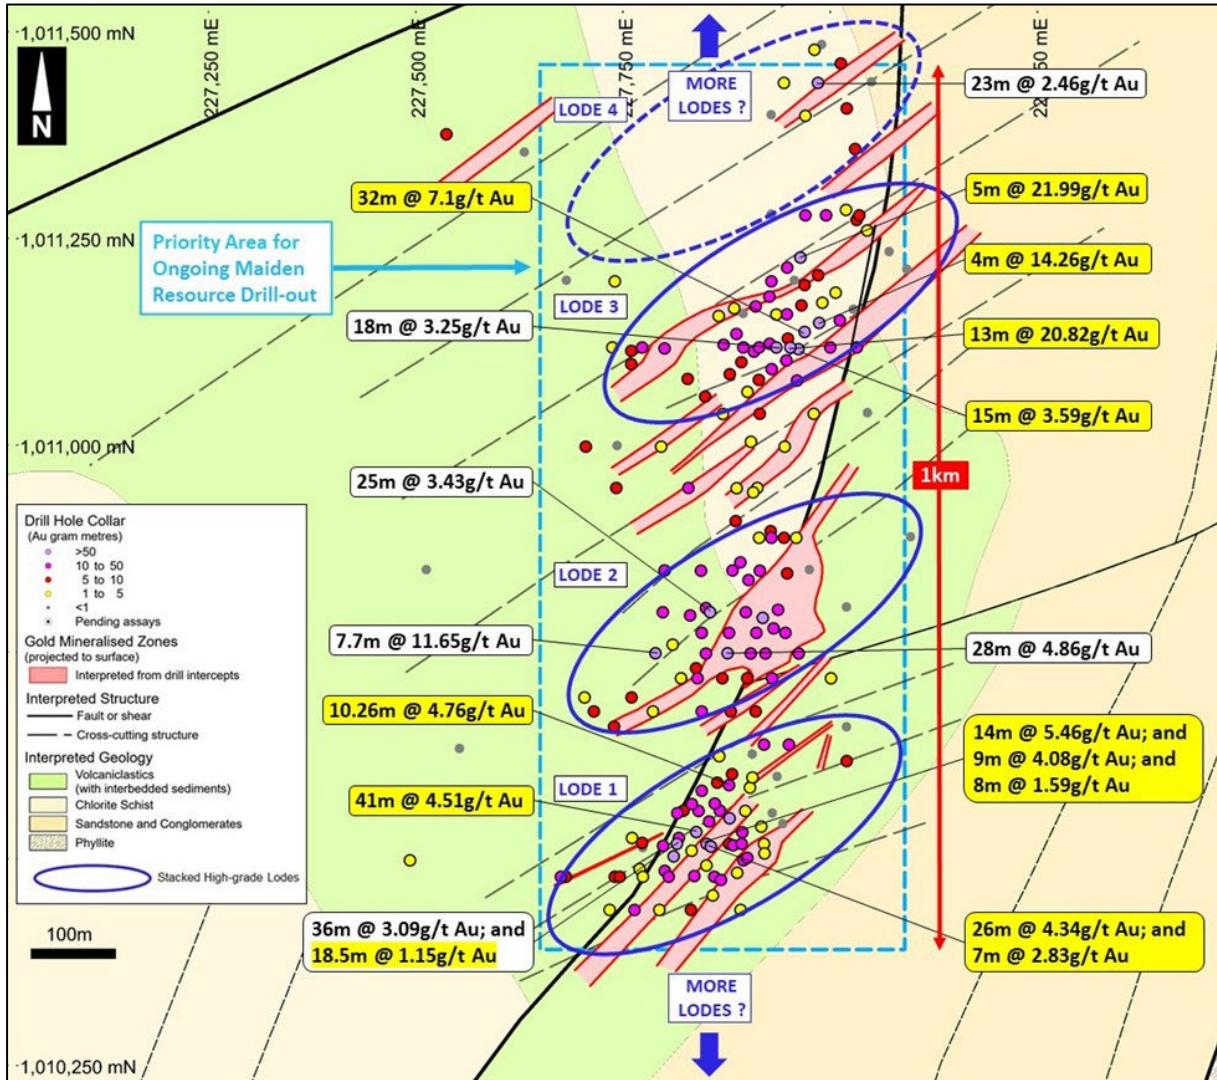 1,011,500 mN
227,250 mE
227,500 mE
227,750 mE
N
MORE
LODES ?
LODE 4
23m @ 2.46g/t Au
32m @ 7.1g/t Au
5m @ 21.99g/t Au
1,011,250 mN
Priority Area for
Ongoing Maiden
Resource Drill-out
4m @ 14.26g/t Au
LODE 3
18m @ 3.25g/t Au
13m @ 20.82g/t Au
15m @ 3.59g/t Au
1,011,000 mN
1km
25m @ 3.43g/t Au
LODE 2
7.7m @ 11.65g/t Au
28m @ 4.86g/t Au
10.26m @ 4.76g/t Au
14m @ 5.46g/t Au; and
9m @ 4.08g/t Au; and
8m @ 1.59g/t Au
LODE 1
41m @ 4.51g/t Au
36m @ 3.09g/t Au; and
18.5m @ 1.15g/t Au
26m @ 4.34g/t Au; and
7m @ 2.83g/t Au
MORE
LODES ?
Drill Hole Collar
(Au gram metres)
>50
10 to 50
5 to 10
1 to 5
<1
Pending assays
Gold Mineralised Zones
(projected to surface)
Interpreted from drill intercepts
Interpreted Structure
Fault or shear
Cross-cutting structure
Interpreted Geology
Volcaniclastics
(with interbedded sediments)
Chlorite Schist
Sandstone and Conglomerates
Phyllite
Stacked High-grade Lodes
100m
1,010,250 mN